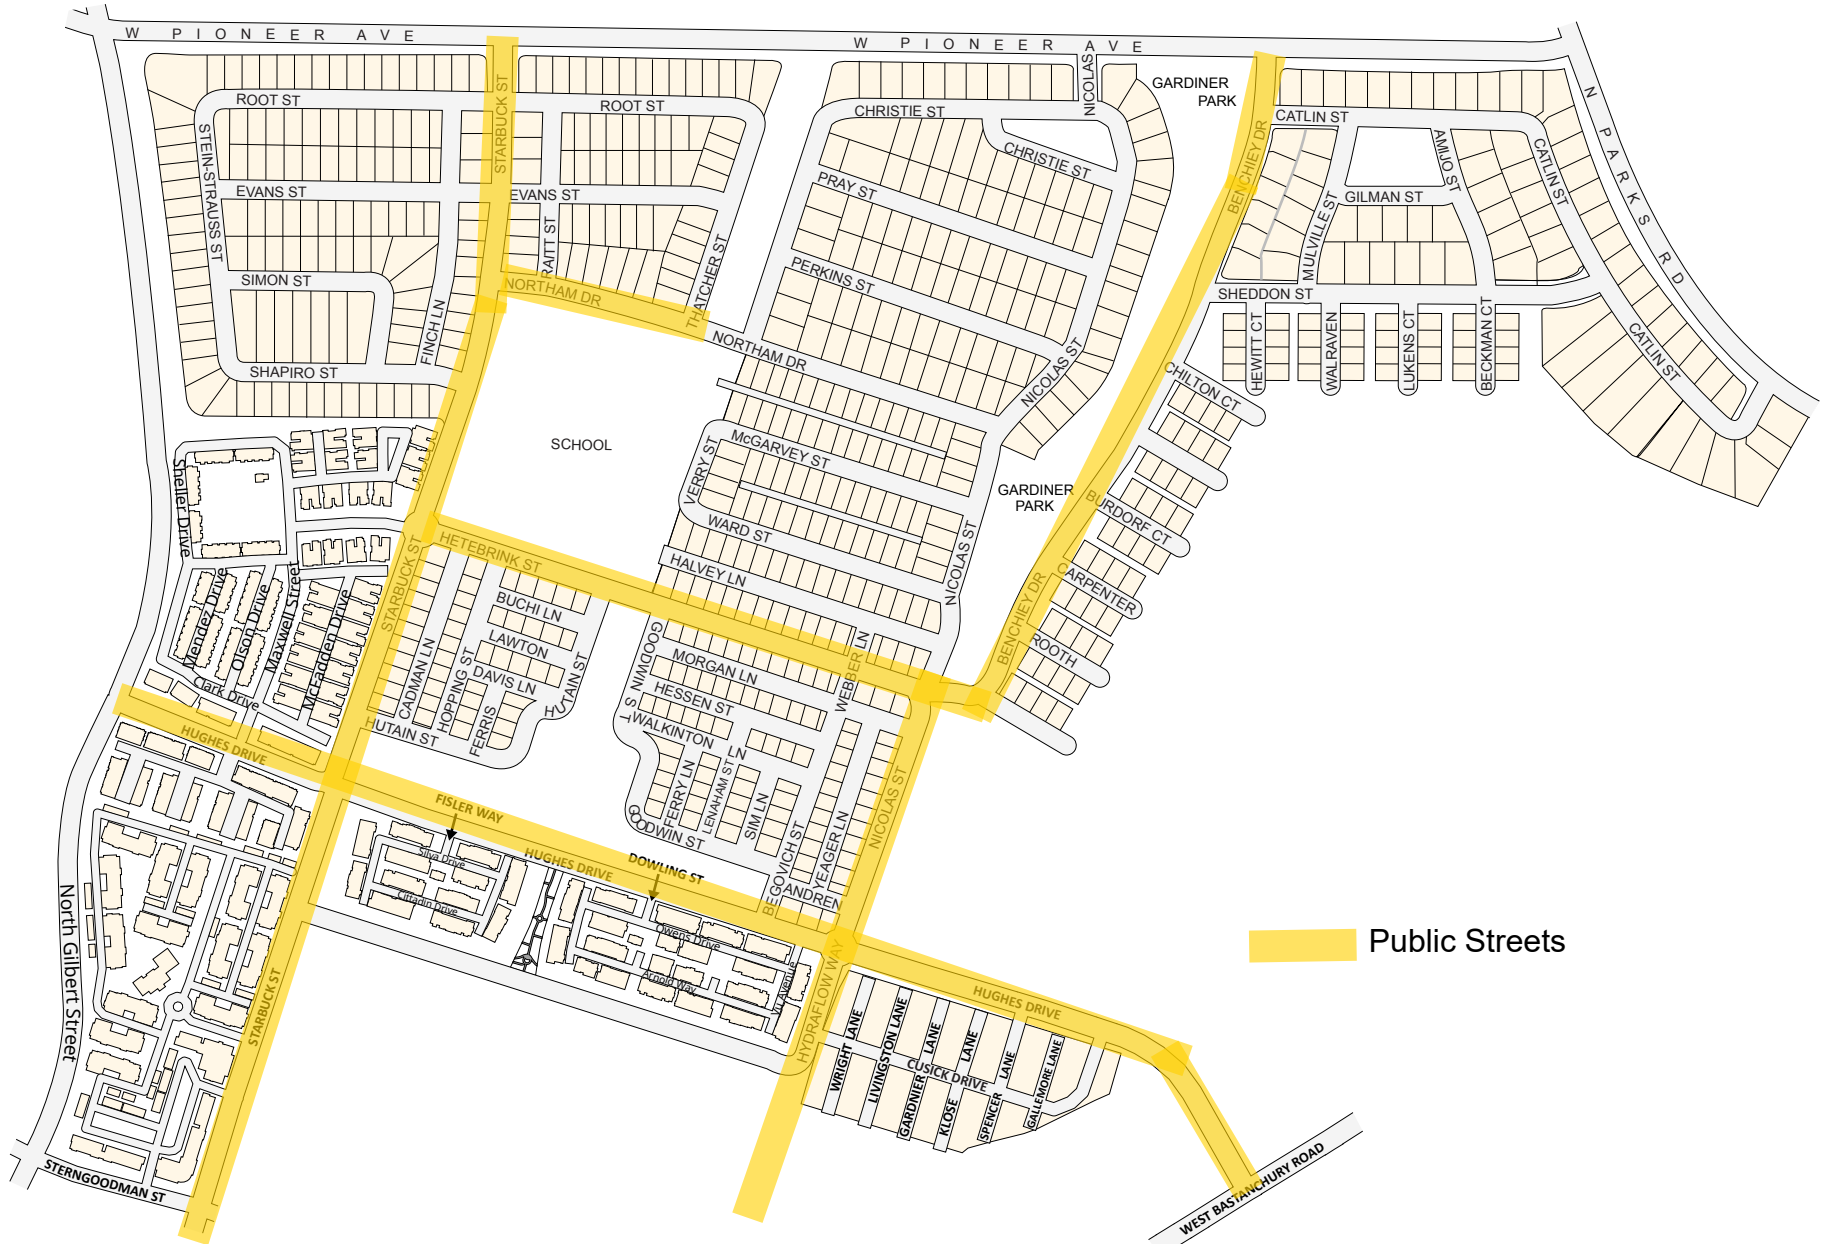 W PIONEER AVE
W PIONEER AVE
NICOLAS
GARDINER
PARK
N PARKS RD
ROOT ST
STARBUCK ST
ROOT ST
CHRISTIE ST
CATLIN ST
BENCHEY DR
STEIN-STRAUSS ST
CHRISTIE ST
AMIJO ST
CATLIN ST
EVANS ST
EVANS ST
PRAY ST
GILMAN ST
RAITT ST
THATCHER ST
MULVILLE ST
SIMON ST
NORTHAM DR
PERKINS ST
SHEDDON ST
FINCH LN
NORTHAM DR
NICOLAS ST
HEWITT CT
WALRAVEN
LUKENS CT
BECKMAN CT
CATLIN ST
SHAPIRO ST
CHILTON CT
SCHOOL
McGARVEY ST
VERRY ST
Sheller Drive
GARDINER
PARK
BURDORF CT
WARD ST
HETEBRINK ST
HALVEY LN
NICOLAS ST
STARBUCK ST
BENCHEY DR
CARPENTER
Mendez Drive
Olson Drive
Maxwell Street
McFadden Drive
BUCHI LN
LAWTON
DAVIS LN
CADMAN LN
HOPPING ST
FERRIS
HUTAIN ST
HUTAIN ST
GOODWIN ST
MORGAN LN
WEBBER LN
ROOTH
HESSEN ST
WALKINTON LN
Clark Drive
HUGHES DRIVE
FERRY LN
LENAHAM ST
SIM LN
NICOLAS ST
FISLER WAY
GOODWIN ST
BEGOVICH ST
YEAGER LN
Silva Drive
HUGHES DRIVE
DOWLING ST
ANDREN
Cittadin Drive
North Gilbert Street
Owens Drive
Public Streets
Arnold Way
Vu Avenue
HYDRAFLOW WAY
HUGHES DRIVE
STARBUCK ST
WRIGHT LANE
LIVINGSTON LANE
GARDNIER LANE
KLOSE LANE
SPENCER LANE
GALLEMORE LANE
CUSICK DRIVE
STERNGOODMAN ST
WEST BASTANCHURY ROAD